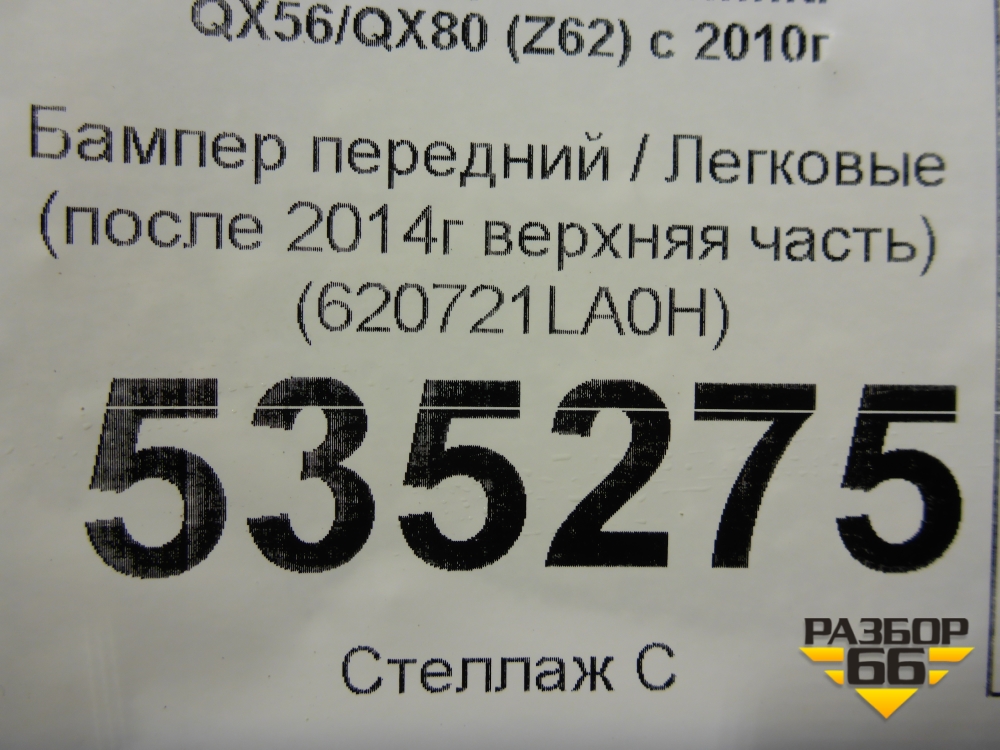 QX56/QX80 (Z62) с 2010г
Бампер передний / Легковые
(после 2014г верхняя часть)
(620721LA0H)
535275
Стеллаж С
РАЗБОР
66